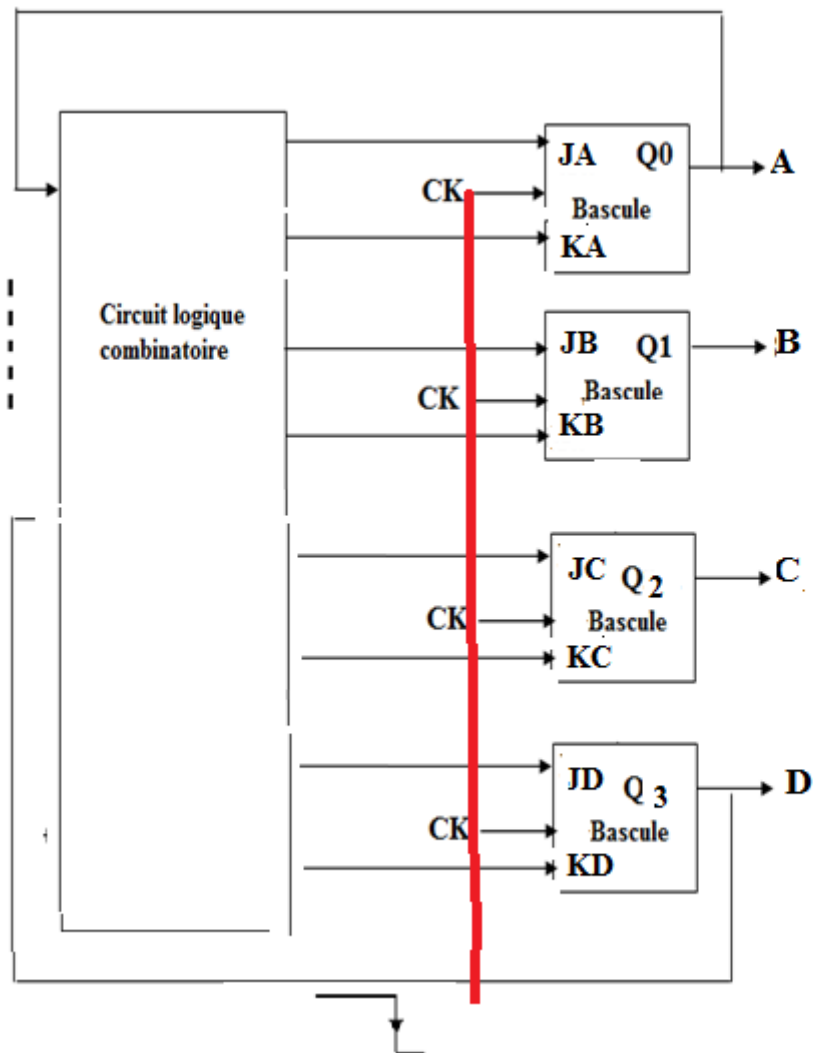 JA Q0 A
CK
Bascule
KA
Circuit logique
combinatoire
JB Q1 B
CK
Bascule
KB
JC Q2 C
CK
Bascule
KC
JD Q3 D
CK
Bascule
KD